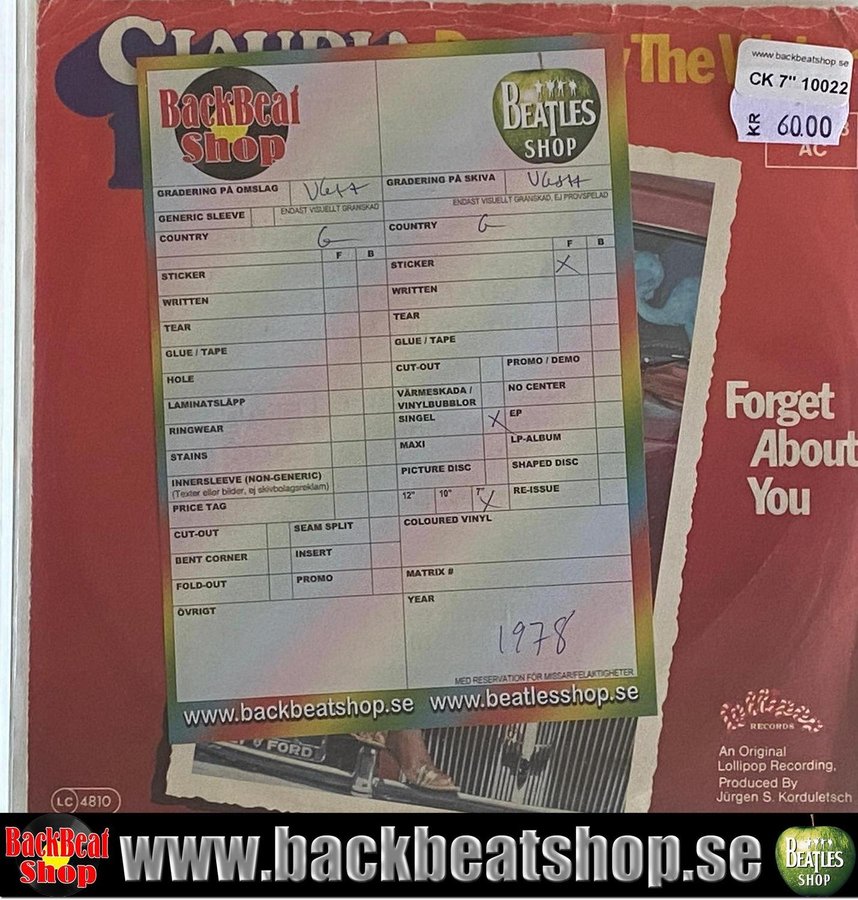 CLAUDIA
The
www.backbeatshop.se
CK 7" 10022
KR 60.00
AC
BackBeat
Shop
BEATLES
SHOP
GRADERING PÅ OMSLAG
ENDAST VISUELLT GRANSKAD
GENERIC SLEEVE
COUNTRY G
F B
STICKER
WRITTEN
TEAR
GLUE / TAPE
HOLE
LAMINATSLÄPP
RINGWEAR
STAINS
INNERSLEEVE (NON-GENERIC)
(Texter eller bilder, ej skivbolagsreklam)
PRICE TAG
CUT-OUT SEAM SPLIT
BENT CORNER INSERT
FOLD-OUT PROMO
ÖVRIGT
GRADERING PÅ SKIVA
ENDAST VISUELLT GRANSKAD, EJ PROVSPELAD
COUNTRY G
F B
STICKER X
WRITTEN
TEAR
GLUE / TAPE
CUT-OUT PROMO / DEMO
VÄRMESKADA /
VINYLBUBBLOR NO CENTER
SINGEL X EP
MAXI LP-ALBUM
PICTURE DISC SHAPED DISC
12" 10" 7" X RE-ISSUE
COLOURED VINYL
MATRIX #
YEAR
1978
MED RESERVATION FÖR MISSAR/FELAKTIGHETER
www.backbeatshop.se www.beatlesshop.se
Forget
About
You
FORD
LC 4810
lollipop
RECORDS
An Original
Lollipop Recording,
Produced By
Jürgen S. Korduletsch
BackBeat
Shop
www.backbeatshop.se
BEATLES
SHOP